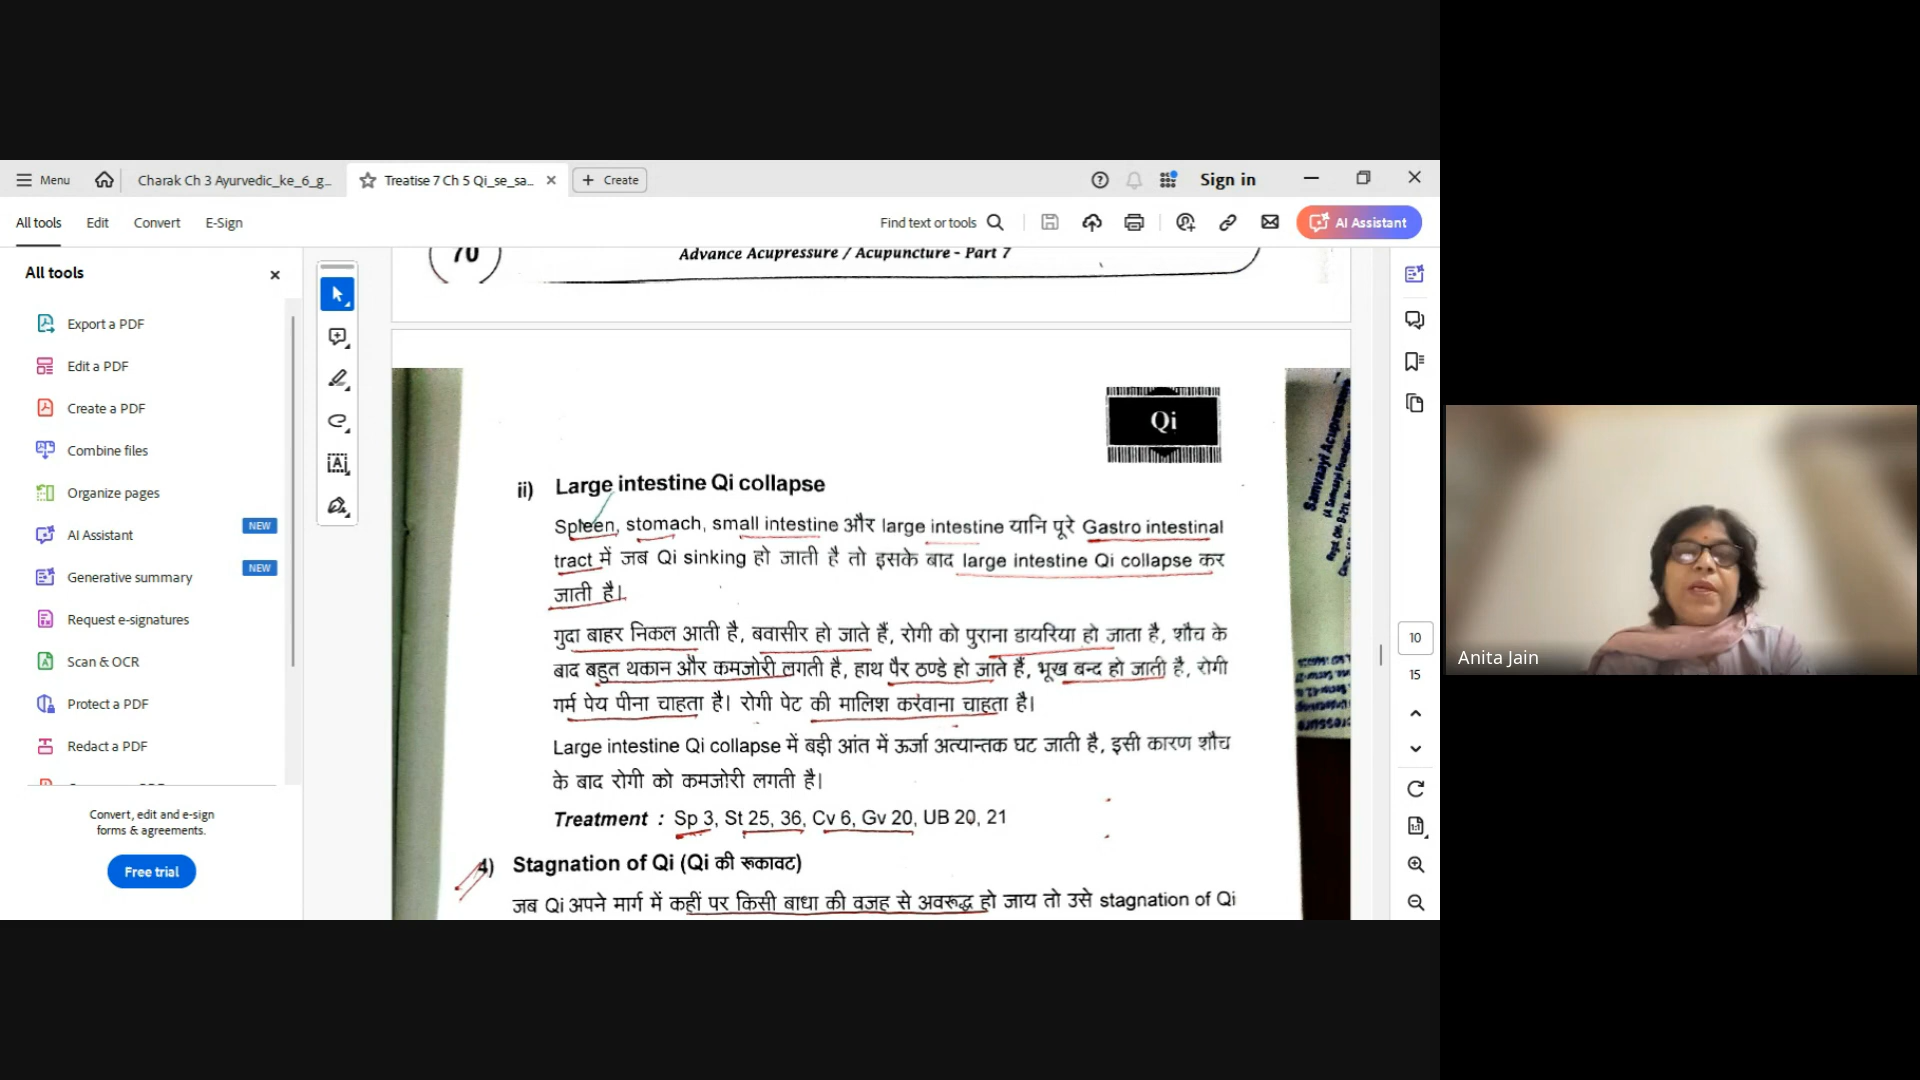 Menu
Charak Ch 3 Ayurvedic_ke_6_g...
Treatise 7 Ch 5 Qi_se_sa...
Create
Sign in
All tools
Edit
Convert
E-Sign
Find text or tools
AI Assistant
All tools
Export a PDF
Edit a PDF
Create a PDF
Combine files
Organize pages
AI Assistant NEW
Generative summary NEW
Request e-signatures
Scan & OCR
Protect a PDF
Redact a PDF
Convert, edit and e-sign
forms & agreements.
Free trial
70
Advance Acupressure / Acupuncture - Part 7
Qi
ii) Large intestine Qi collapse
Spleen, stomach, small intestine और large intestine यानि पूरे Gastro intestinal
tract में जब Qi sinking हो जाती है तो इसके बाद large intestine Qi collapse कर
जाती है।
गुदा बाहर निकल आती है, बवासीर हो जाते हैं, रोगी को पुराना डायरिया हो जाता है, शौच के
बाद बहुत थकान और कमजोरी लगती है, हाथ पैर ठण्डे हो जाते हैं, भूख बन्द हो जाती है, रोगी
गर्म पेय पीना चाहता है। रोगी पेट की मालिश करवाना चाहता है।
Large intestine Qi collapse में बड़ी आंत में ऊर्जा अत्यान्तक घट जाती है, इसी कारण शौच
के बाद रोगी को कमजोरी लगती है।
Treatment : Sp 3, St 25, 36, Cv 6, Gv 20, UB 20, 21
4) Stagnation of Qi (Qi की रूकावट)
जब Qi अपने मार्ग में कहीं पर किसी बाधा की वजह से अवरूद्ध हो जाय तो उसे stagnation of Qi
Samvaayi Acupressure
10
15
Anita Jain